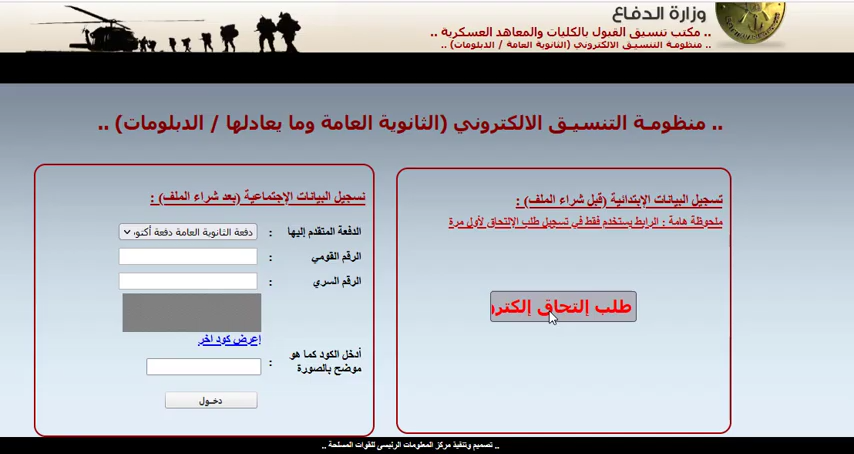 وزارة الدفاع
.. مكتب تنسيق القبول بالكليات والمعاهد العسكرية ..
.. منظومة التنسيق الالكتروني (الثانوية العامة / الدبلومات) ..
.. منظومة التنسيق الالكتروني (الثانوية العامة وما يعادلها / الدبلومات) ..
تسجيل البيانات الإبتدائية (قبل شراء الملف) :
ملحوظة هامة : الرابط يستخدم فقط في تسجيل طلب الإلتحاق لأول مرة
طلب إلتحاق إلكترو
تسجيل البيانات الإجتماعية (بعد شراء الملف) :
الدفعة المتقدم إليها : دفعة الثانوية العامة دفعة أكتو
الرقم القومي :
الرقم السري :
إعرض كود اخر
أدخل الكود كما هو :
موضح بالصورة
دخول
.. تصميم وتنفيذ مركز المعلومات الرئيسى للقوات المسلحة ..